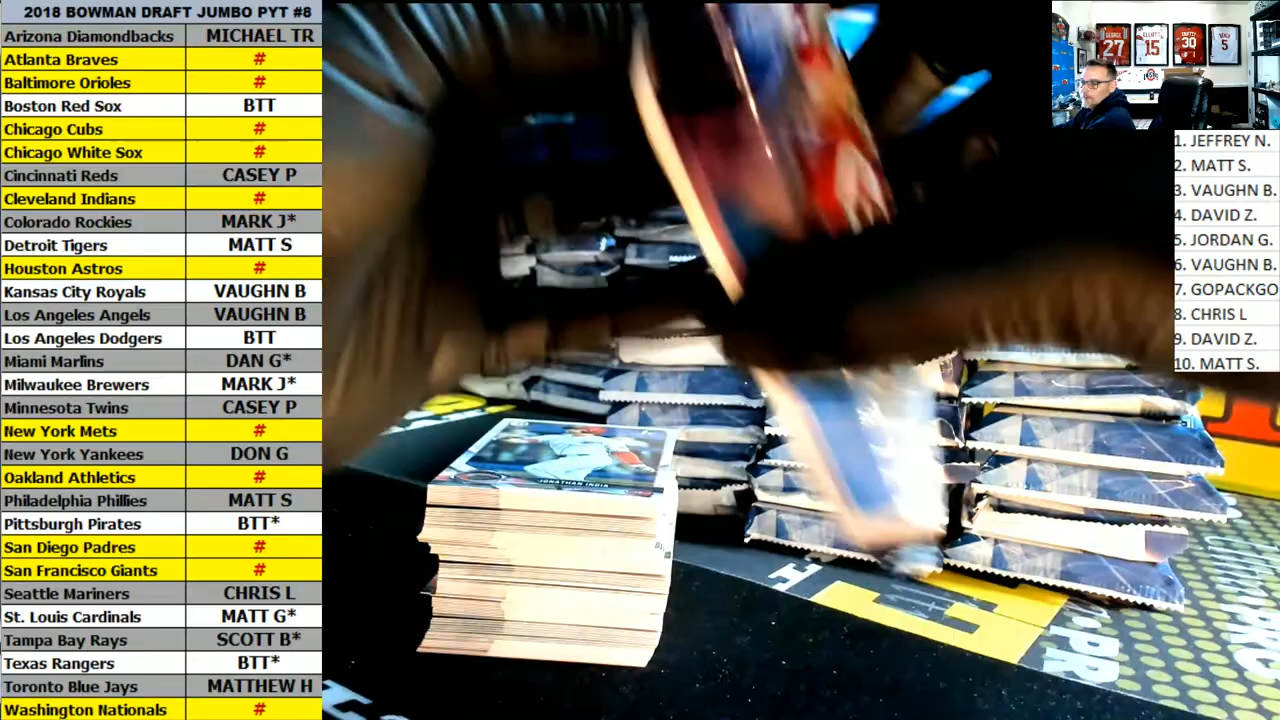 2018 BOWMAN DRAFT JUMBO PYT #8
Arizona Diamondbacks MICHAEL TR
Atlanta Braves #
Baltimore Orioles #
Boston Red Sox BTT
Chicago Cubs #
Chicago White Sox #
Cincinnati Reds CASEY P
Cleveland Indians #
Colorado Rockies MARK J*
Detroit Tigers MATT S
Houston Astros #
Kansas City Royals VAUGHN B
Los Angeles Angels VAUGHN B
Los Angeles Dodgers BTT
Miami Marlins DAN G*
Milwaukee Brewers MARK J*
Minnesota Twins CASEY P
New York Mets #
New York Yankees DON G
Oakland Athletics #
Philadelphia Phillies MATT S
Pittsburgh Pirates BTT*
San Diego Padres #
San Francisco Giants #
Seattle Mariners CHRIS L
St. Louis Cardinals MATT G*
Tampa Bay Rays SCOTT B*
Texas Rangers BTT*
Toronto Blue Jays MATTHEW H
Washington Nationals #
27
15
30
5
1. JEFFREY N.
2. MATT S.
3. VAUGHN B.
4. DAVID Z.
5. JORDAN G.
6. VAUGHN B.
7. GOPACKGO
8. CHRIS L
9. DAVID Z.
10. MATT S.
JONATHAN INDIA